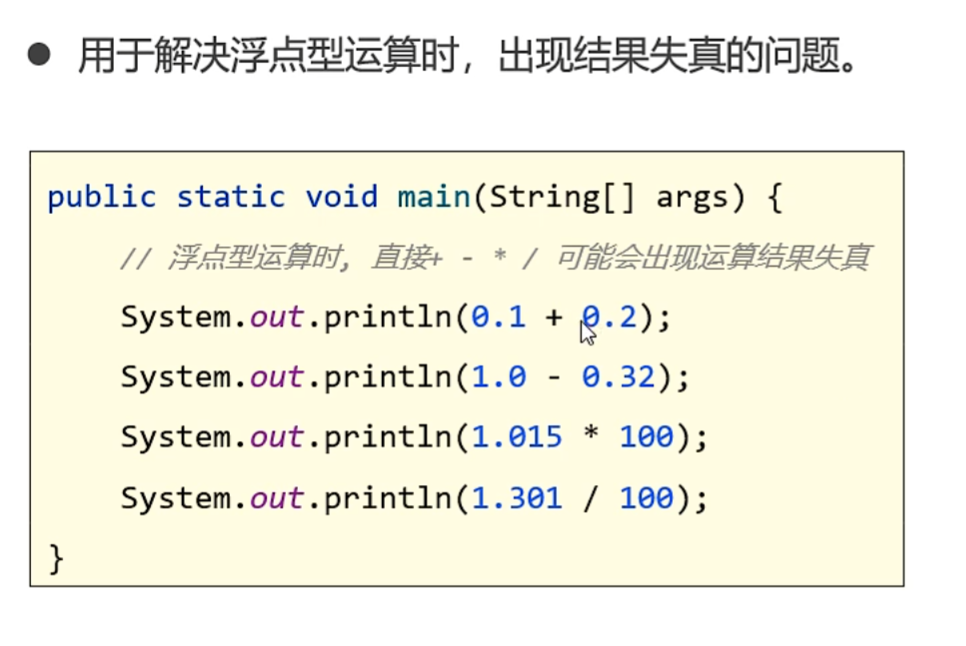 ● 用于解决浮点型运算时，出现结果失真的问题。
public static void main(String[] args) {
// 浮点型运算时, 直接+ - * / 可能会出现运算结果失真
System.out.println(0.1 + 0.2);
System.out.println(1.0 - 0.32);
System.out.println(1.015 * 100);
System.out.println(1.301 / 100);
}